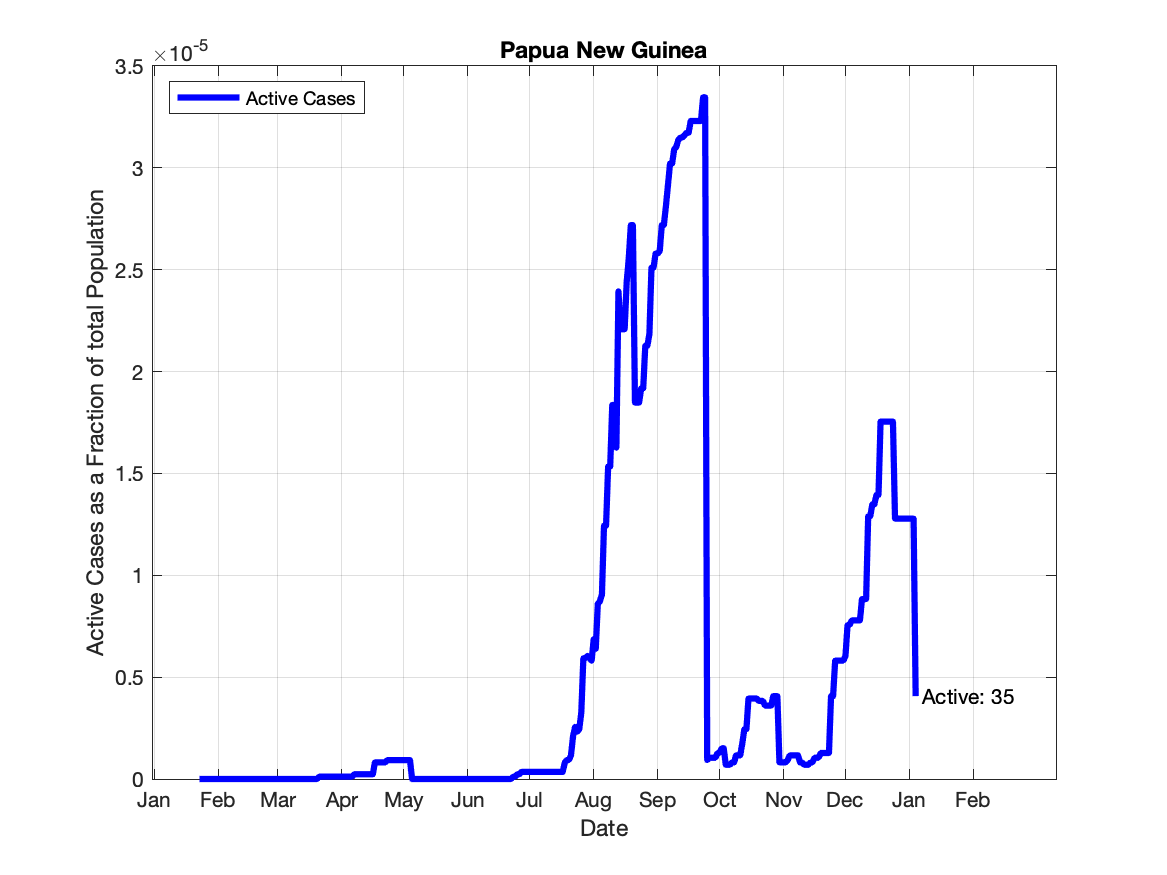 Papua New Guinea
×10-5
Active Cases
3.5
3
2.5
2
1.5
1
0.5
0
Active Cases as a Fraction of total Population
Active: 35
Jan Feb Mar Apr May Jun Jul Aug Sep Oct Nov Dec Jan Feb
Date